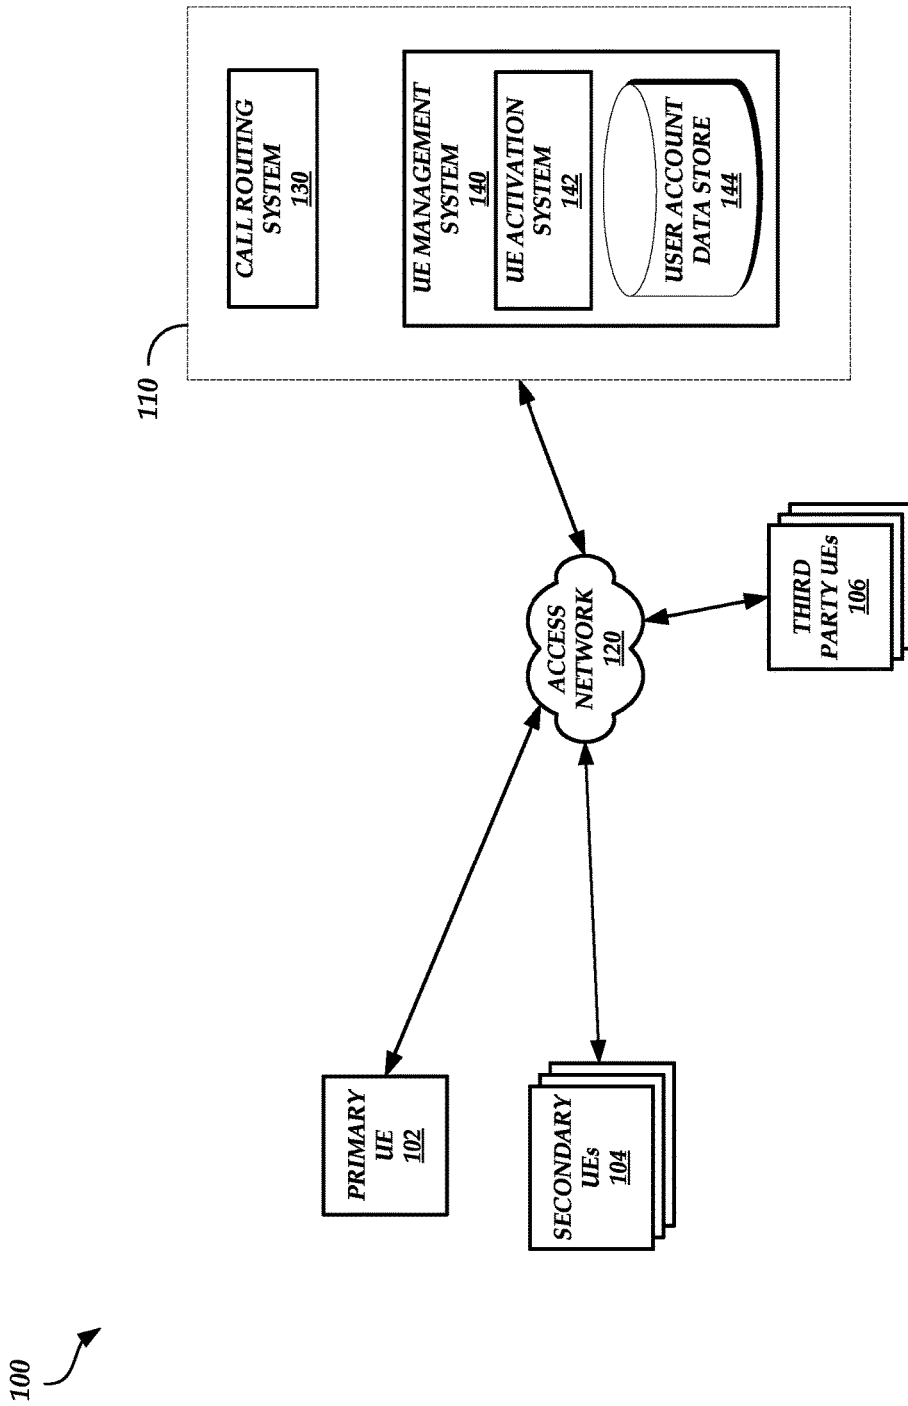 100
PRIMARY
UE
102
SECONDARY
UEs
104
ACCESS
NETWORK
120
THIRD
PARTY UEs
106
110
CALL ROUTING
SYSTEM
130
UE MANAGEMENT
SYSTEM
140
UE ACTIVATION
SYSTEM
142
USER ACCOUNT
DATA STORE
144